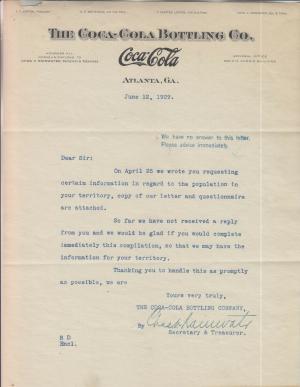 THE COCA-COLA BOTTLING CO.
Coca-Cola
ATLANTA, GA.
June 12, 1929.
We have no answer to this letter.
Please advise immediately.
Dear Sir:
On April 25 we wrote you requesting
certain information in regard to the population in
your territory, copy of our letter and questionnaire
are attached.
So far we have not received a reply
from you and we would be glad if you would complete
immediately this compilation, so that we may have the
information for your territory.
Thanking you to handle this as promptly
as possible, we are
Yours very truly,
THE COCA-COLA BOTTLING COMPANY,
By
Secretary & Treasurer.
R D
Encl.